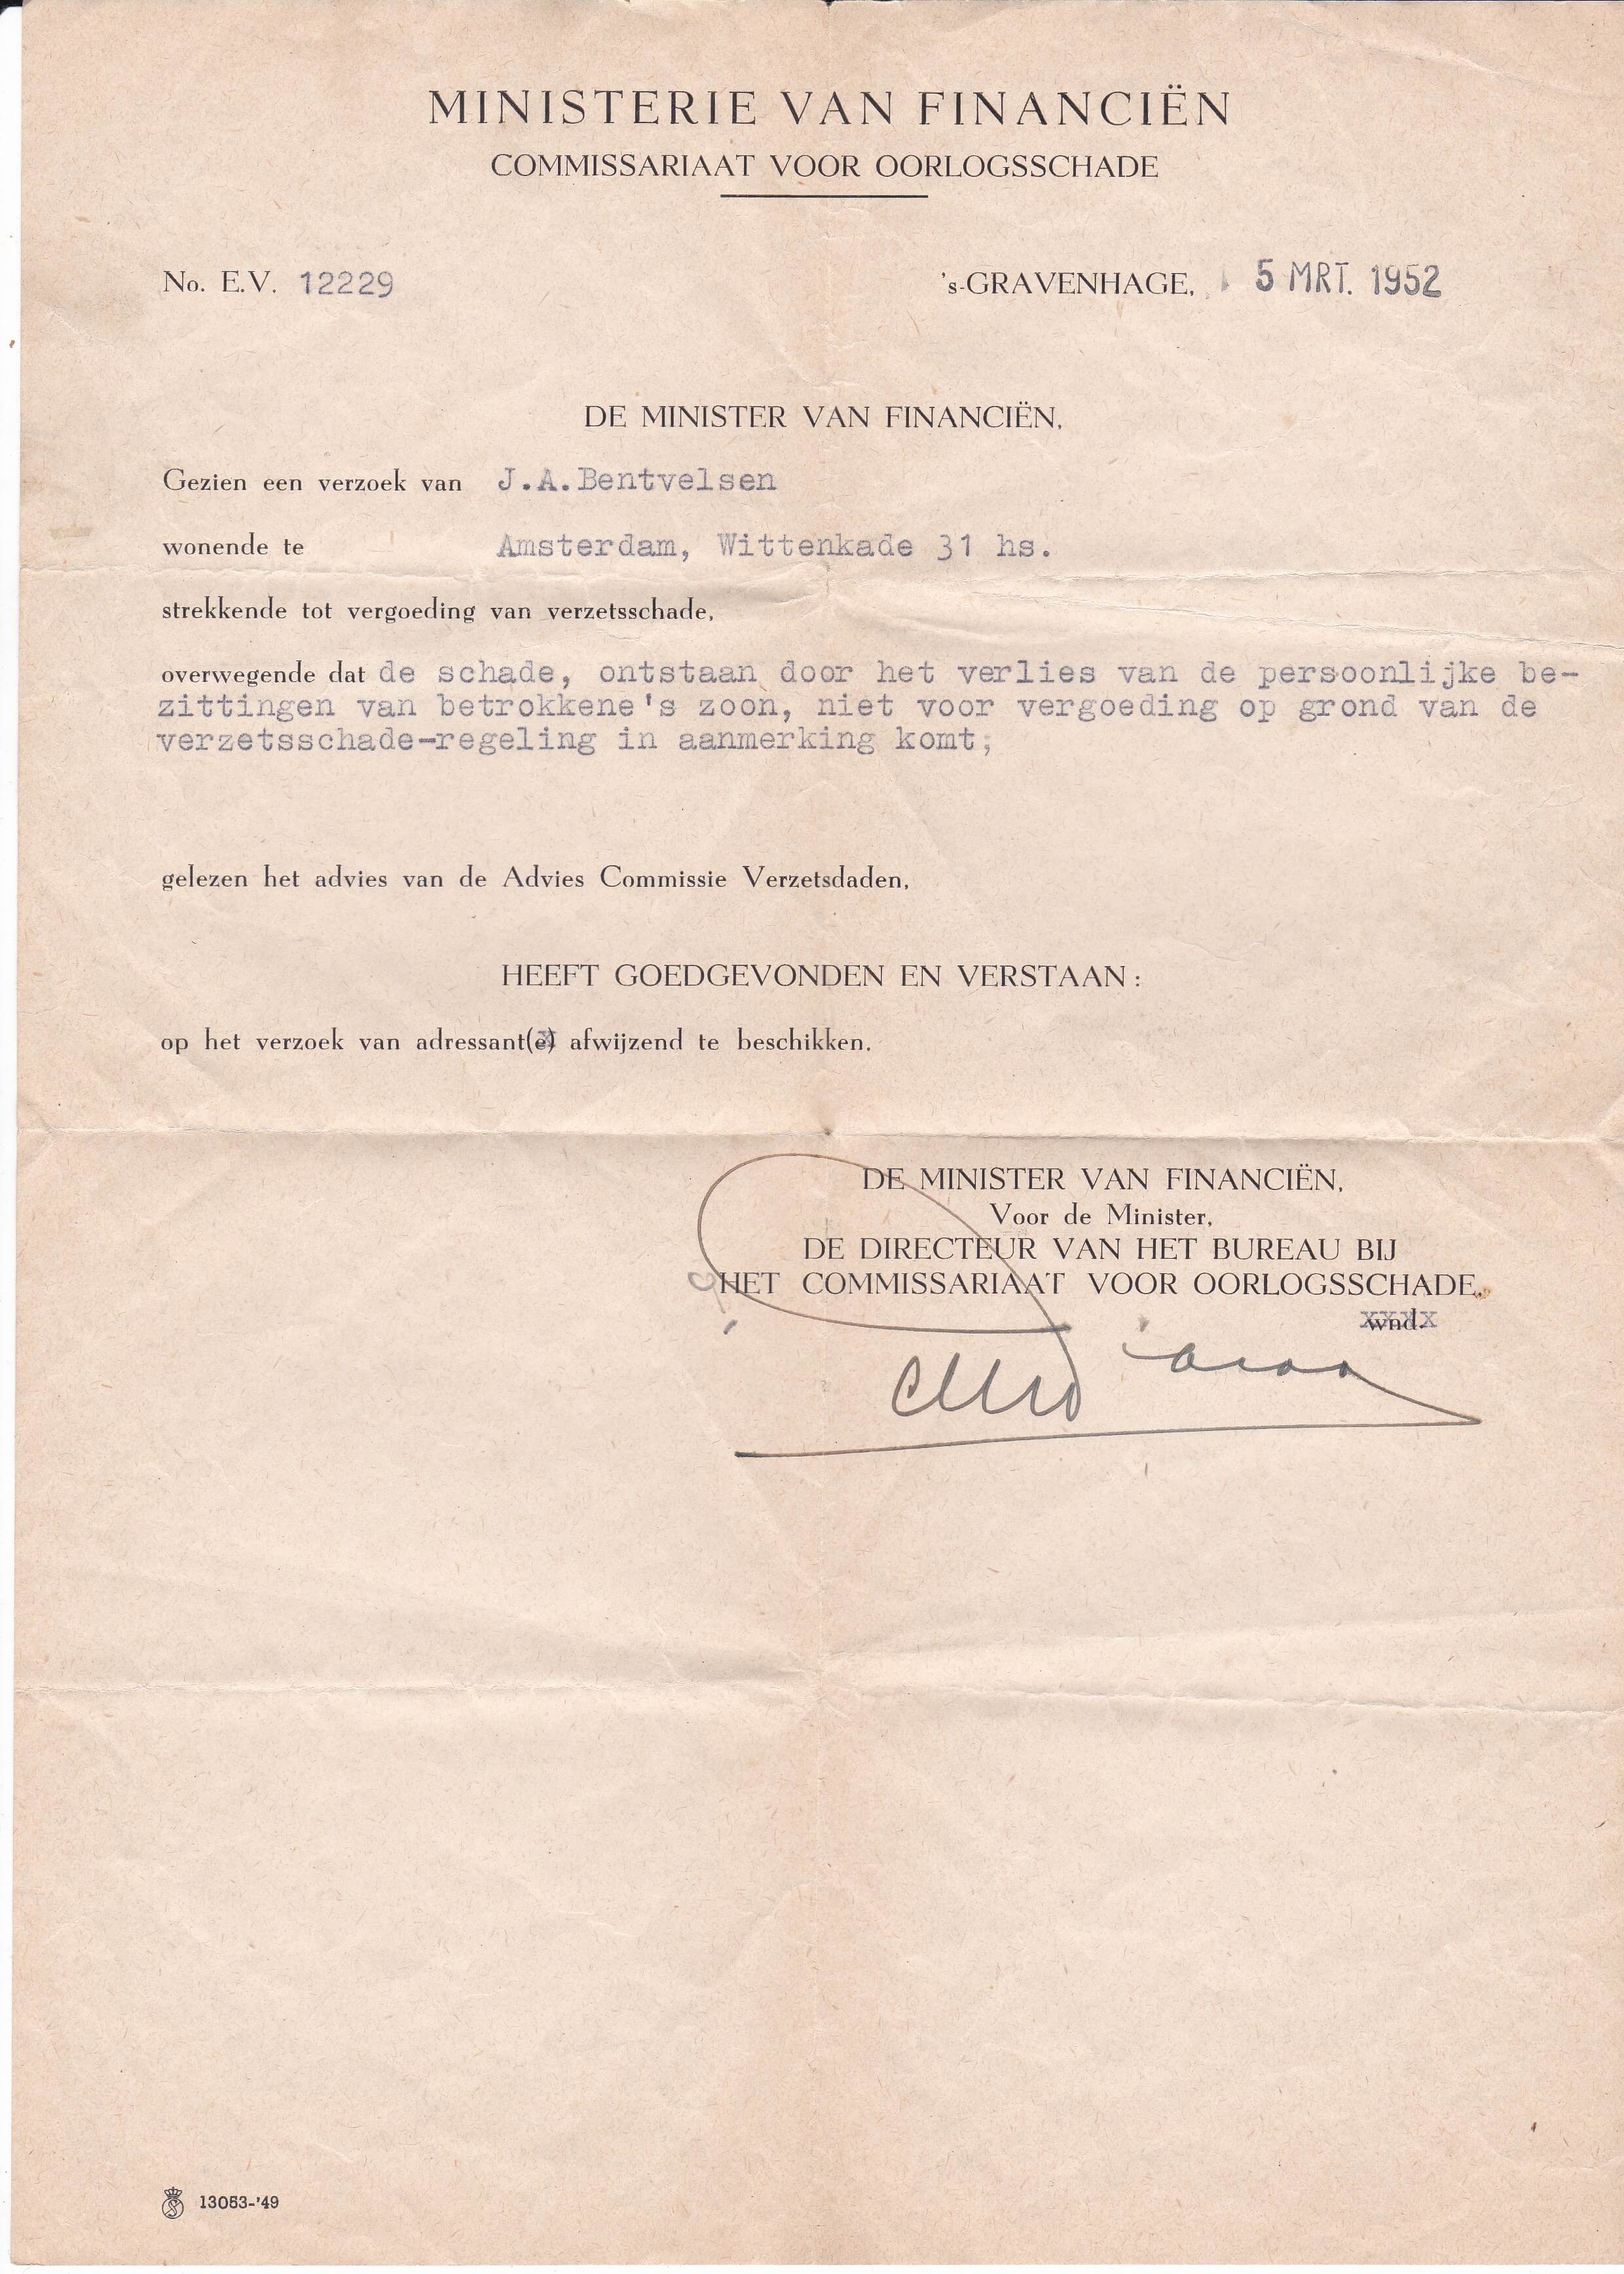 MINISTERIE VAN FINANCIËN
COMMISSARIAAT VOOR OORLOGSSCHADE
No. E.V. 12229
's-GRAVENHAGE, 5 MRT. 1952
DE MINISTER VAN FINANCIËN,
Gezien een verzoek van J.A.Bentvelsen
wonende te Amsterdam, Wittenkade 31 hs.
strekkende tot vergoeding van verzetsschade,
overwegende dat de schade, ontstaan door het verlies van de persoonlijke be-
zittingen van betrokkene's zoon, niet voor vergoeding op grond van de
verzetsschade-regeling in aanmerking komt;
gelezen het advies van de Advies Commissie Verzetsdaden,
HEEFT GOEDGEVONDEN EN VERSTAAN:
op het verzoek van adressant(e) afwijzend te beschikken.
DE MINISTER VAN FINANCIËN,
Voor de Minister,
DE DIRECTEUR VAN HET BUREAU BIJ
HET COMMISSARIAAT VOOR OORLOGSSCHADE,
wnd.
13053-'49